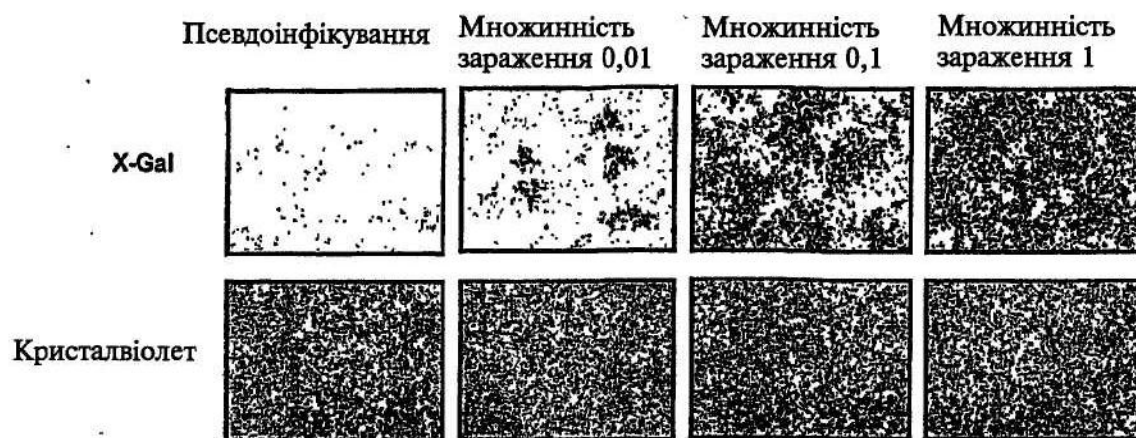 Псевдоінфікування
Множинність
зараження 0,01
Множинність
зараження 0,1
Множинність
зараження 1
X-Gal
Кристалвіолет